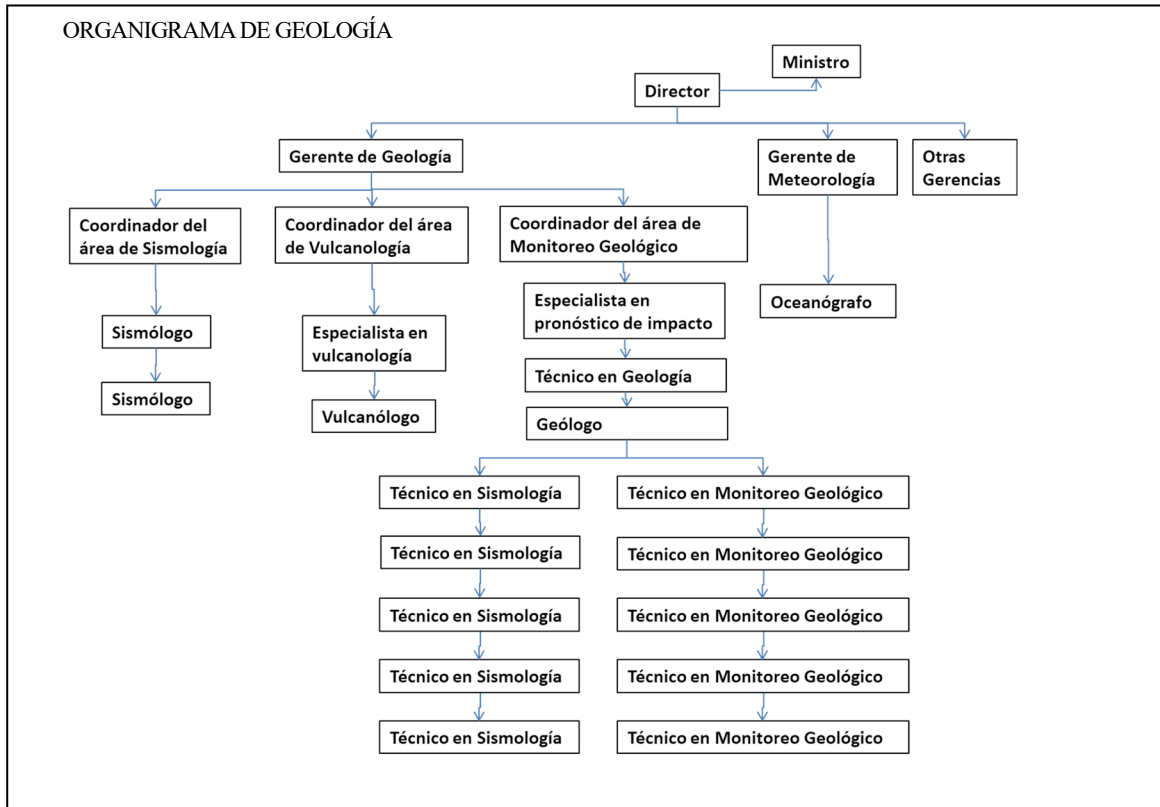 ORGANIGRAMA DE GEOLOGÍA
Ministro
Director
Gerente de Geología
Gerente de
Meteorología
Otras
Gerencias
Coordinador del
área de Sismología
Coordinador del área
de Vulcanología
Coordinador del área de
Monitoreo Geológico
Especialista en
pronóstico de impacto
Oceanógrafo
Sismólogo
Especialista en
vulcanología
Técnico en Geología
Sismólogo
Vulcanólogo
Geólogo
Técnico en Sismología
Técnico en Monitoreo Geológico
Técnico en Sismología
Técnico en Monitoreo Geológico
Técnico en Sismología
Técnico en Monitoreo Geológico
Técnico en Sismología
Técnico en Monitoreo Geológico
Técnico en Sismología
Técnico en Monitoreo Geológico